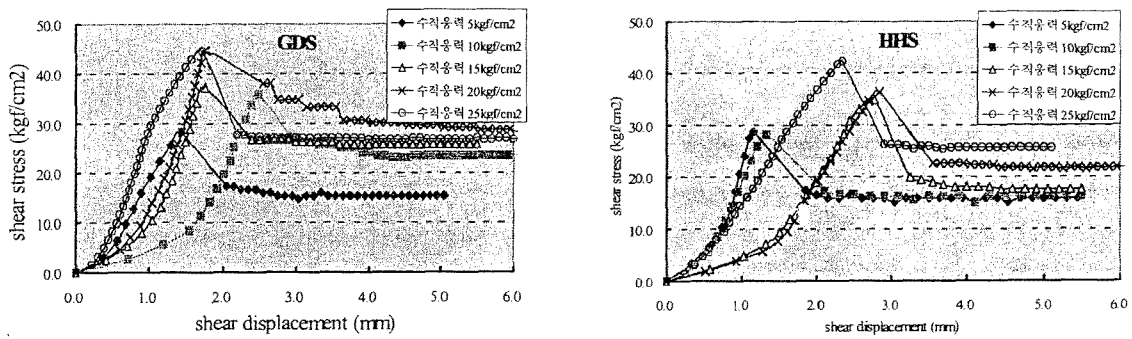 GDS
수직응력 5kgf/cm2
수직응력 10kgf/cm2
수직응력 15kgf/cm2
수직응력 20kgf/cm2
수직응력 25kgf/cm2
50.0
40.0
30.0
20.0
10.0
0.0
shear stress (kgf/cm2)
0.0 1.0 2.0 3.0 4.0 5.0 6.0
shear displacement (mm)
HHS
수직응력 5kgf/cm2
수직응력 10kgf/cm2
수직응력 15kgf/cm2
수직응력 20kgf/cm2
수직응력 25kgf/cm2
50.0
40.0
30.0
20.0
10.0
0.0
shear stress (kgf/cm2)
0.0 1.0 2.0 3.0 4.0 5.0 6.0
shear displacement (mm)